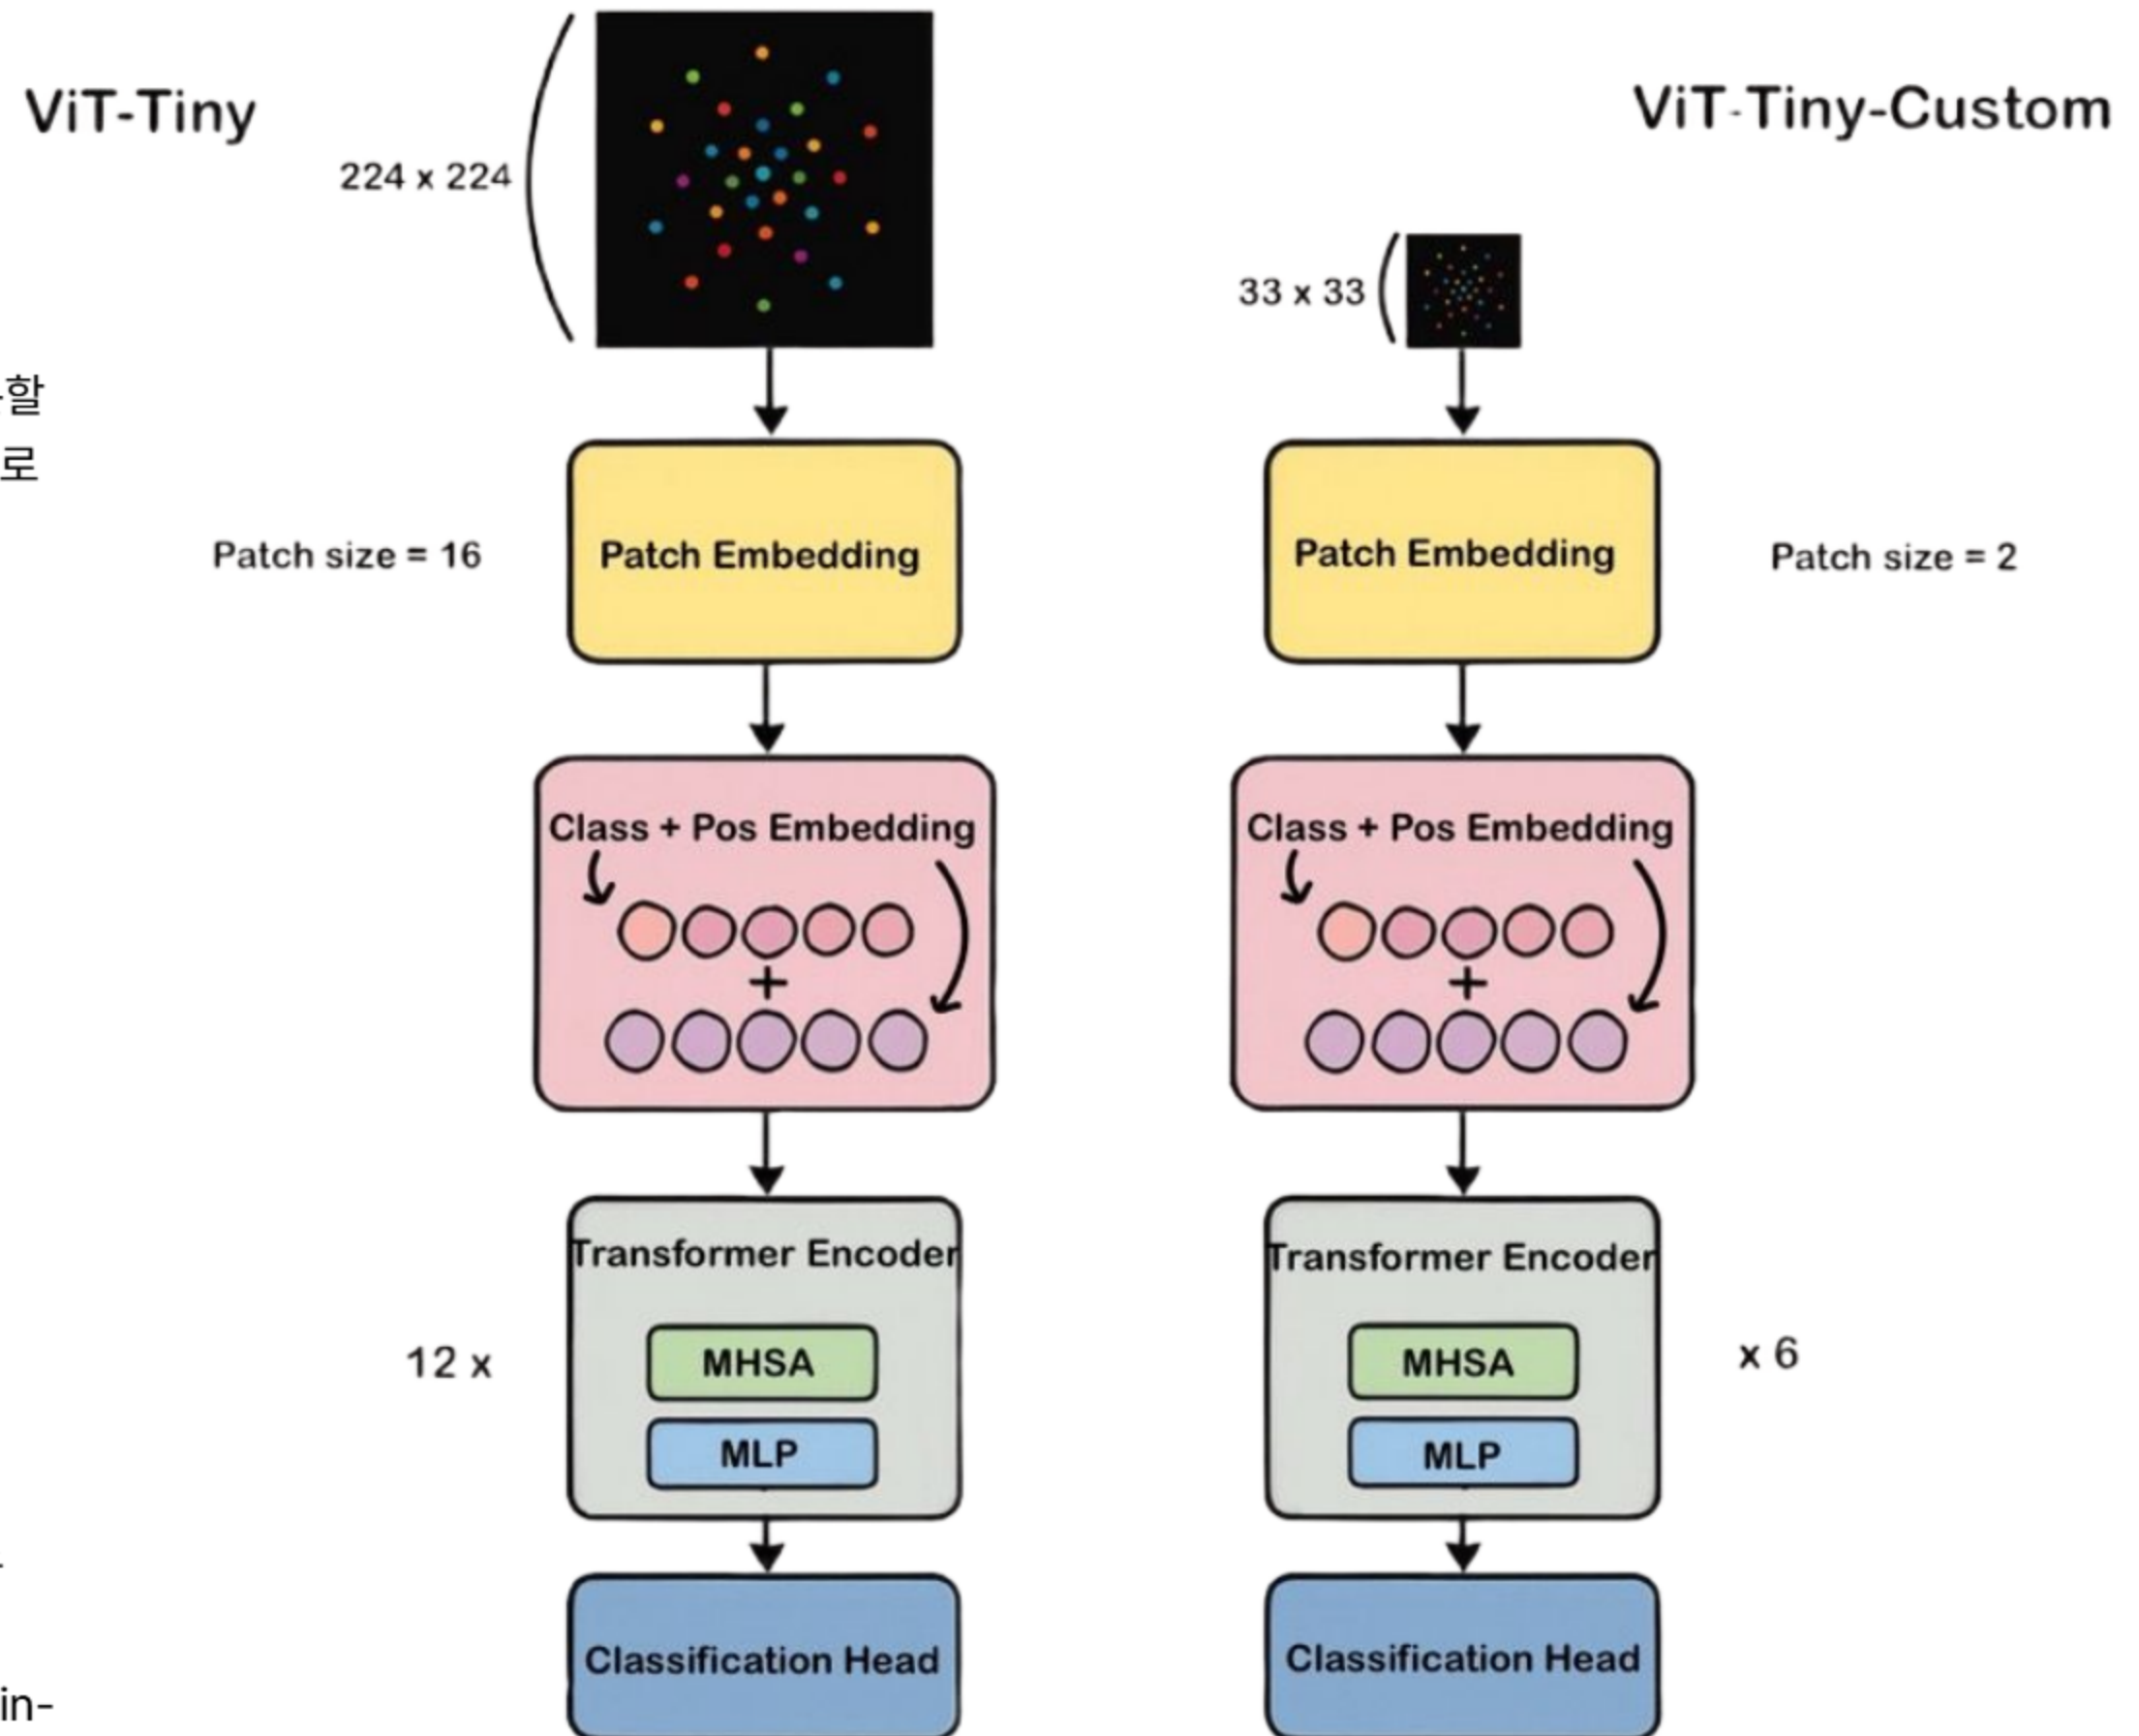 ViT-Tiny
224 x 224
Patch size = 16
Patch Embedding
Class + Pos Embedding
+
12 x
Transformer Encoder
MHSA
MLP
Classification Head
ViT-Tiny-Custom
33 x 33
Patch Embedding
Patch size = 2
Class + Pos Embedding
+
Transformer Encoder
MHSA
MLP
x 6
Classification Head
할
로
in-